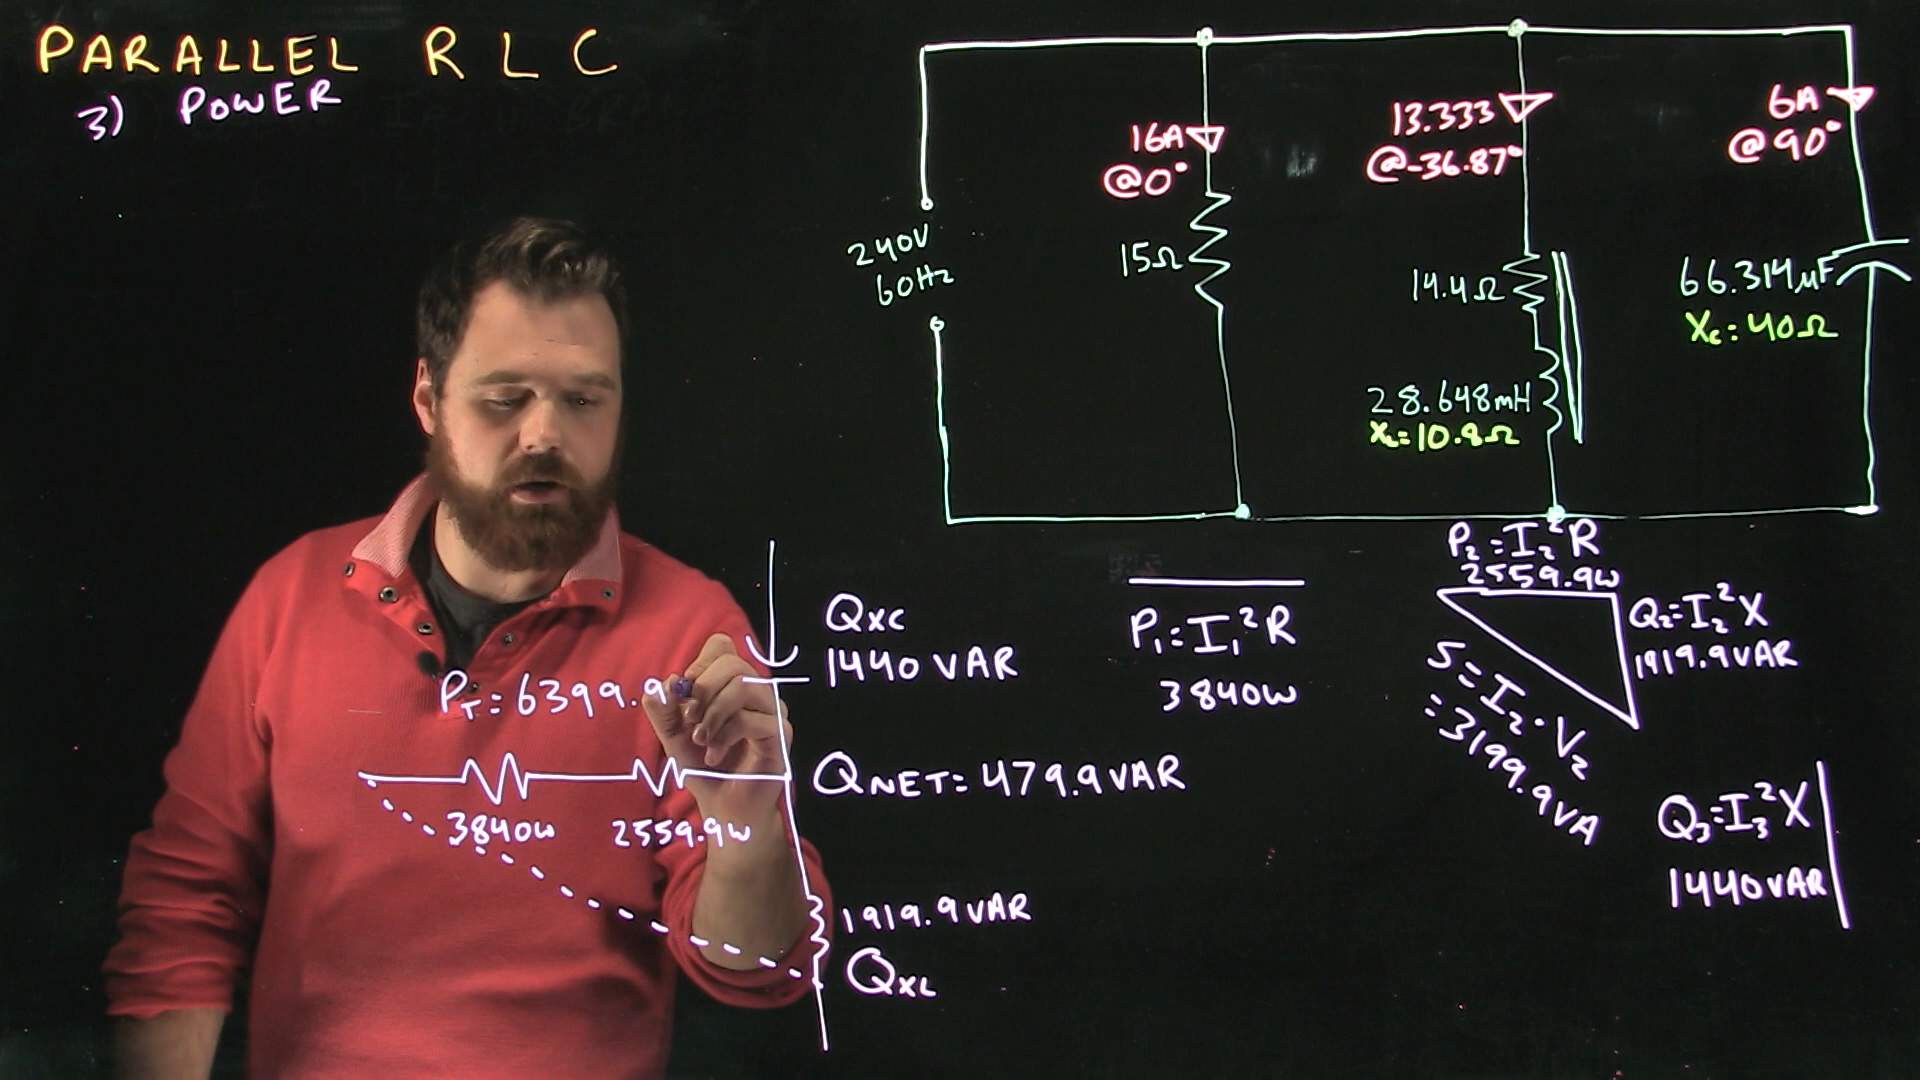 PARALLEL RLC
3) POWER
240V
60Hz
16A
@0°
15Ω
13.333
@-36.87°
14.4Ω
28.648mH
XL=10.8Ω
6A
@90°
66.314µF
Xc=40Ω
P₂=I₂²R
2559.9W
Q₂=I₂²X
1919.9VAR
S=I₂·V₂
=3199.9VA
P₁=I₁²R
3840W
Q₃=I₃²X
1440VAR
QXC
1440 VAR
PT=6399.9
QNET=479.9VAR
3840W
2559.9W
1919.9VAR
QXL